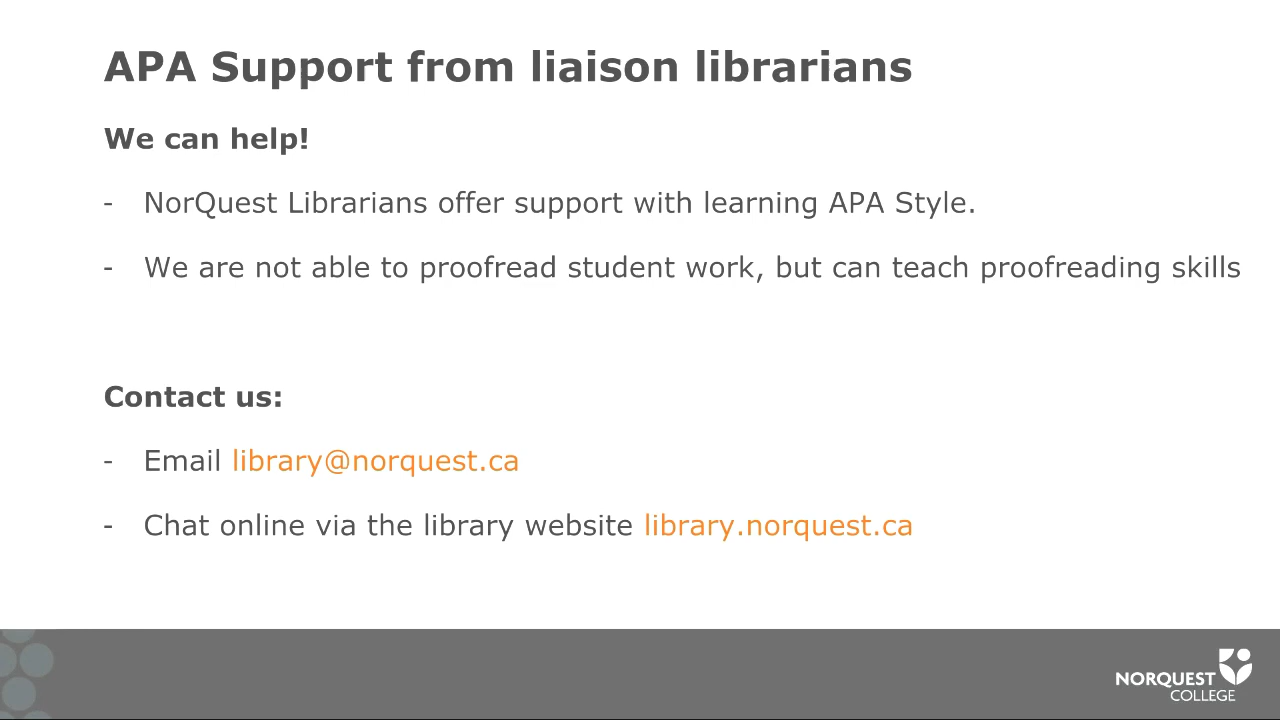 APA Support from liaison librarians
We can help!
- NorQuest Librarians offer support with learning APA Style.
- We are not able to proofread student work, but can teach proofreading skills
Contact us:
- Email library@norquest.ca
- Chat online via the library website library.norquest.ca
NORQUEST
COLLEGE